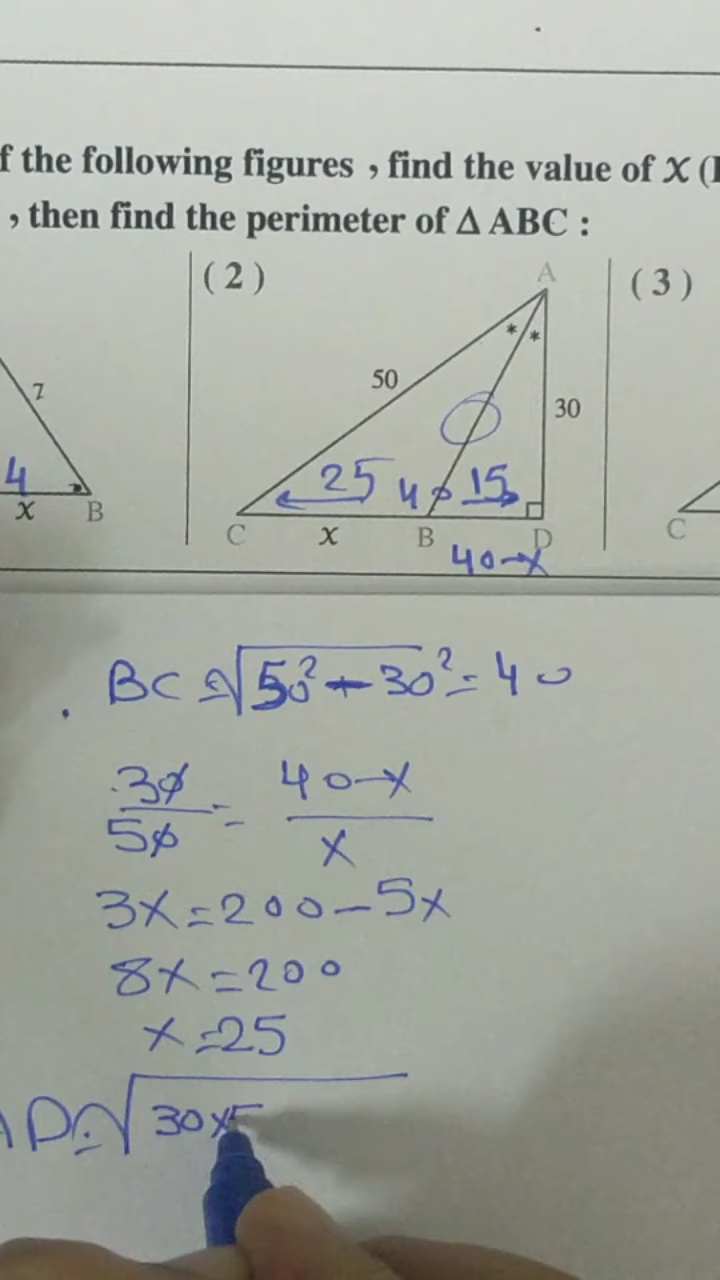 f the following figures , find the value of x (
, then find the perimeter of Δ ABC :
(2)
(3)
A
50
30
* *
7
4
x
B
25
40
15
C
x
B
D
C
40-x
BC = √50² - 30² = 40
30/50 = 40-x/x
3x = 200 - 5x
8x = 200
x = 25
AD = √30x5